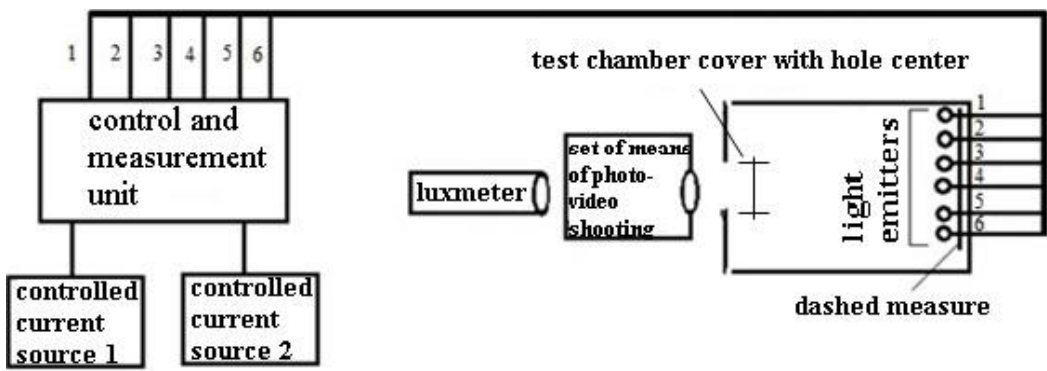 1 2 3 4 5 6
control and
measurement
unit
controlled
current
source 1
controlled
current
source 2
luxmeter
set of means
of photo-
video
shooting
test chamber cover with hole center
light
emitters
1
2
3
4
5
6
dashed measure